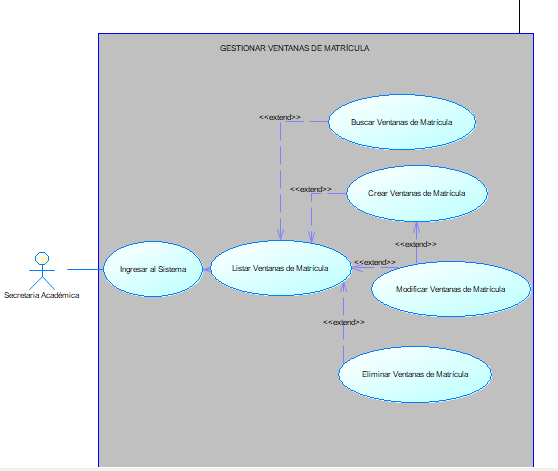 GESTIONAR VENTANAS DE MATRÍCULA
<<extend>>
Buscar Ventanas de Matrícula
<<extend>>
Crear Ventanas de Matrícula
<<extend>>
Ingresar al Sistema
Listar Ventanas de Matrícula
<<extend>>
Modificar Ventanas de Matrícula
Secretaria Académica
<<extend>>
Eliminar Ventanas de Matrícula